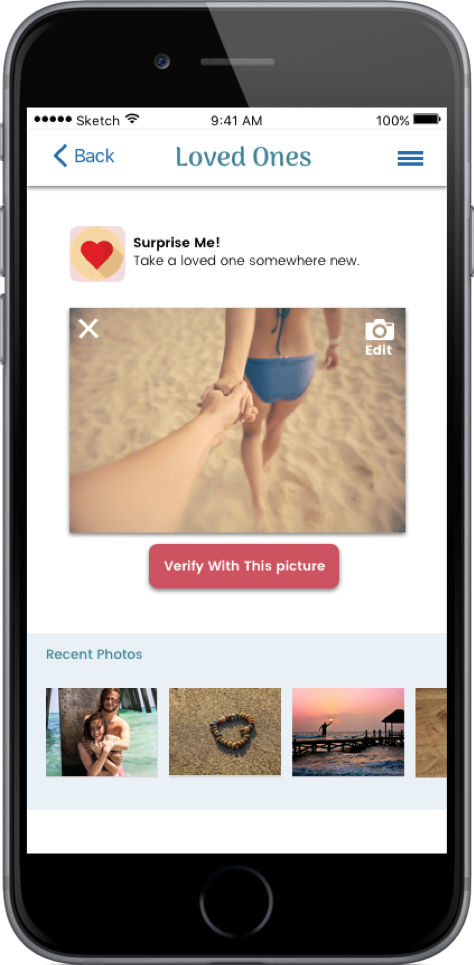 Sketch 9:41 AM 100%
Back Loved Ones
Surprise Me!
Take a loved one somewhere new.
Edit
Verify With This picture
Recent Photos